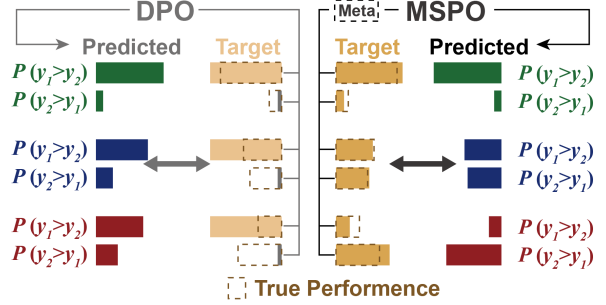 DPO
Meta MSPO
Predicted Target Target Predicted
P (y₁>y₂) P (y₁>y₂)
P (y₂>y₁) P (y₂>y₁)
P (y₁>y₂) P (y₁>y₂)
P (y₂>y₁) P (y₂>y₁)
P (y₁>y₂) P (y₁>y₂)
P (y₂>y₁) P (y₂>y₁)
True Performence